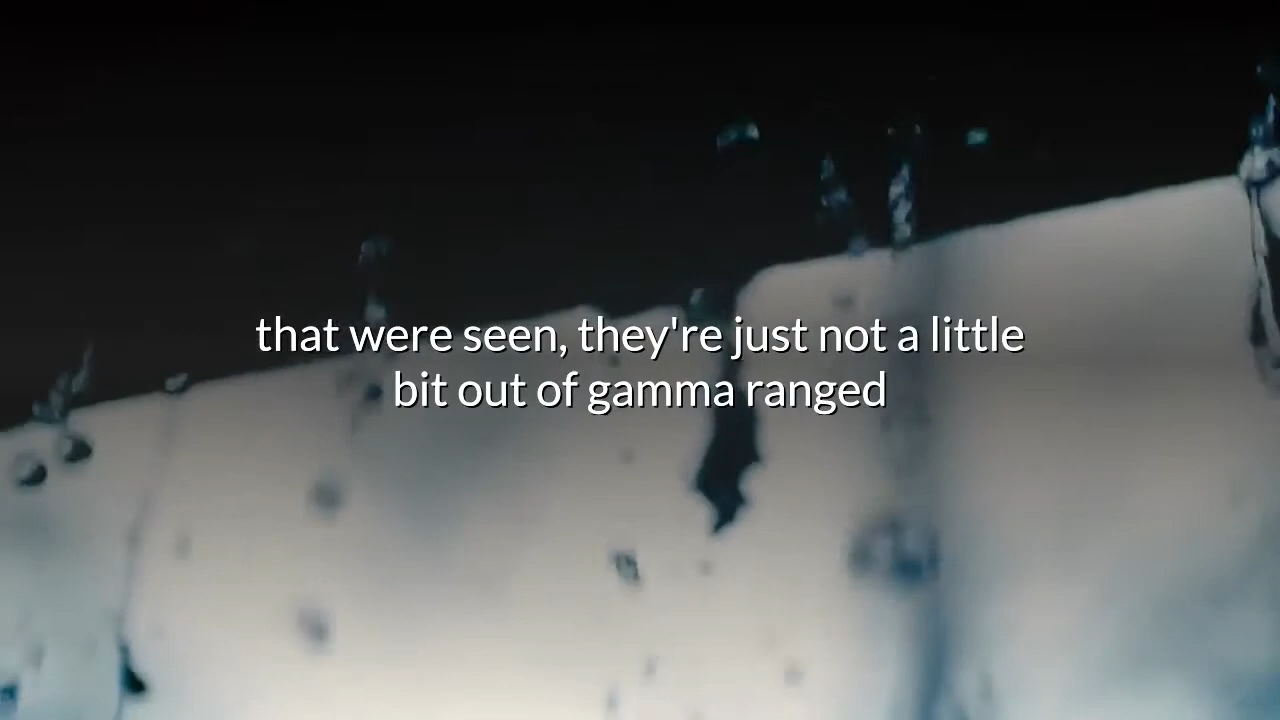 that were seen, they're just not a little
bit out of gamma ranged